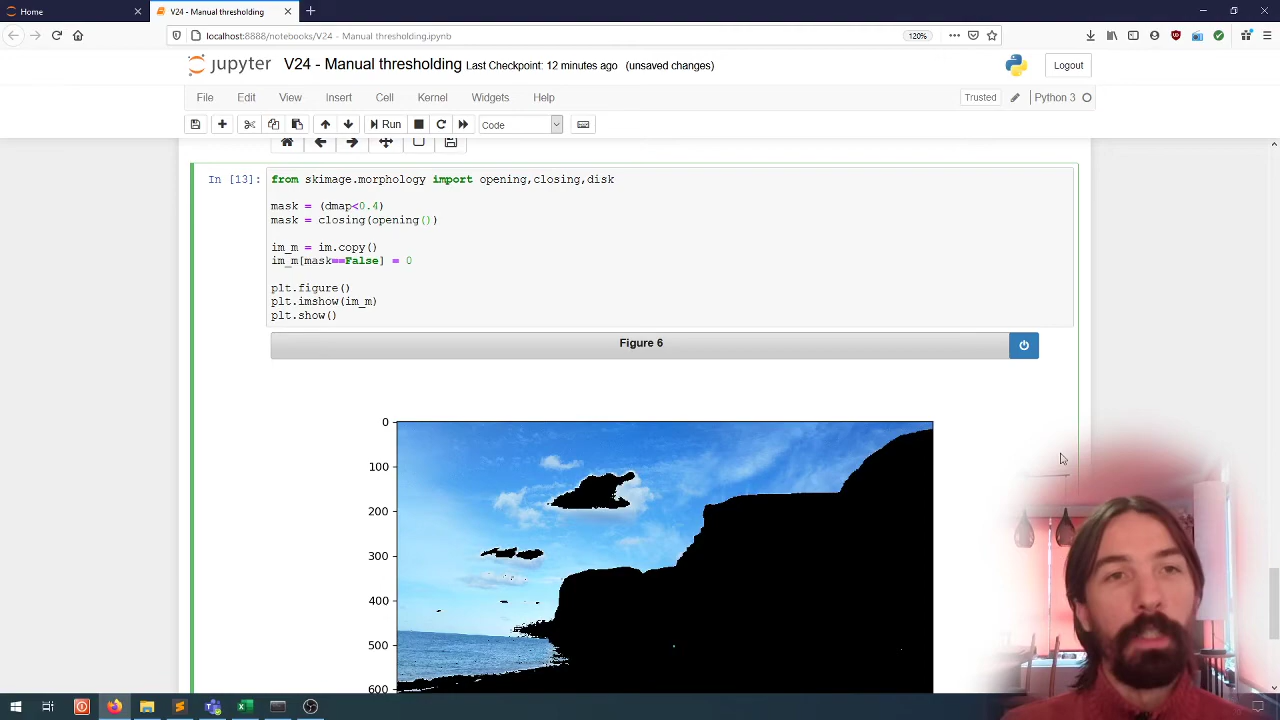 Home
V24 - Manual thresholding
localhost:8888/notebooks/V24 - Manual thresholding.ipynb
120%
jupyter V24 - Manual thresholding Last Checkpoint: 12 minutes ago (unsaved changes)
Logout
File Edit View Insert Cell Kernel Widgets Help
Trusted Python 3
Run Code
In [13]: from skimage.morphology import opening,closing,disk
mask = (dmap<0.4)
mask = closing(opening())
im_m = im.copy()
im_m[mask==False] = 0
plt.figure()
plt.imshow(im_m)
plt.show()
Figure 6
0
100
200
300
400
500
600